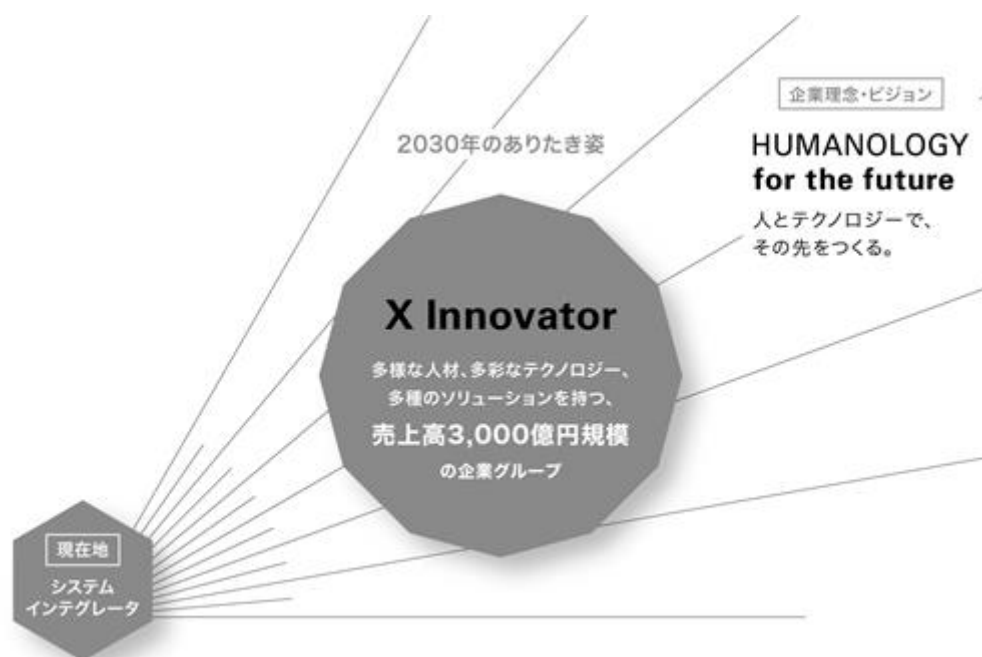 企業理念・ビジョン
HUMANOLOGY
for the future
人とテクノロジーで、
その先をつくる。
2030年のありたき姿
X Innovator
多様な人材、多彩なテクノロジー、
多種のソリューションを持つ、
売上高3,000億円規模
の企業グループ
現在地
システム
インテグレータ